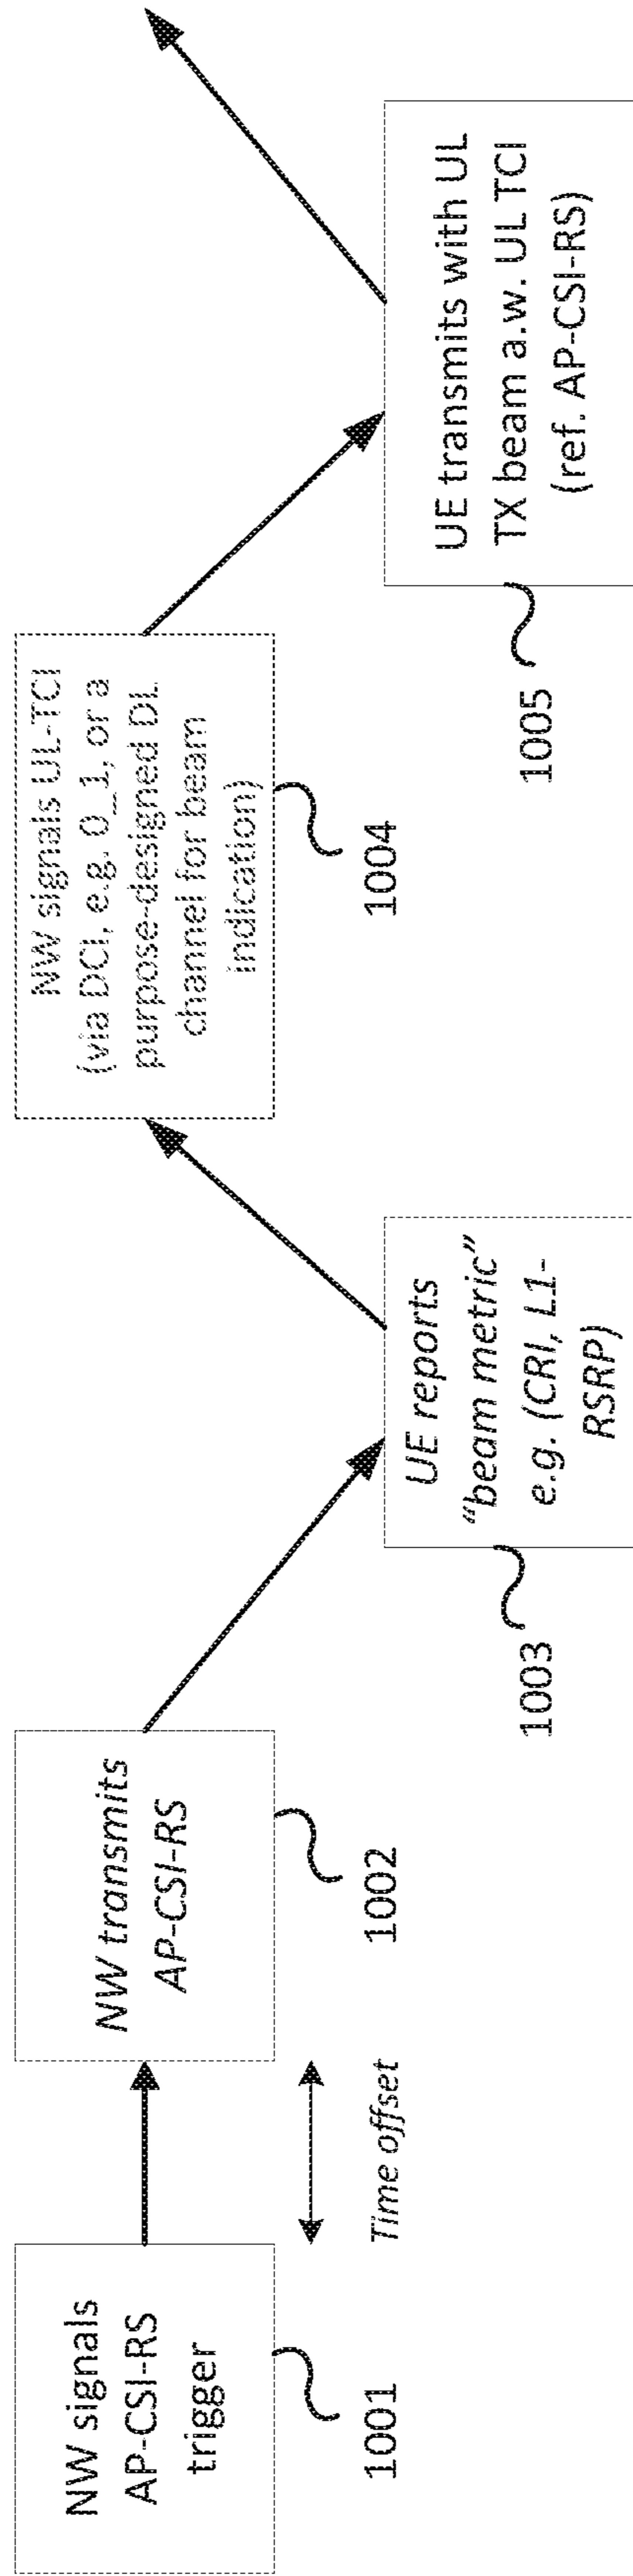 NW signals
AP-CSI-RS
trigger
1001
Time offset
NW transmits
AP-CSI-RS
1002
UE reports
“beam metric”
e.g. (CRI, L1-
RSRP)
1003
NW signals UL-TCI
(via DCI, e.g. 0_1, or a
purpose-designed DL
channel for beam
indication)
1004
UE transmits with UL
TX beam a.w. UL TCI
(ref. AP-CSI-RS)
1005